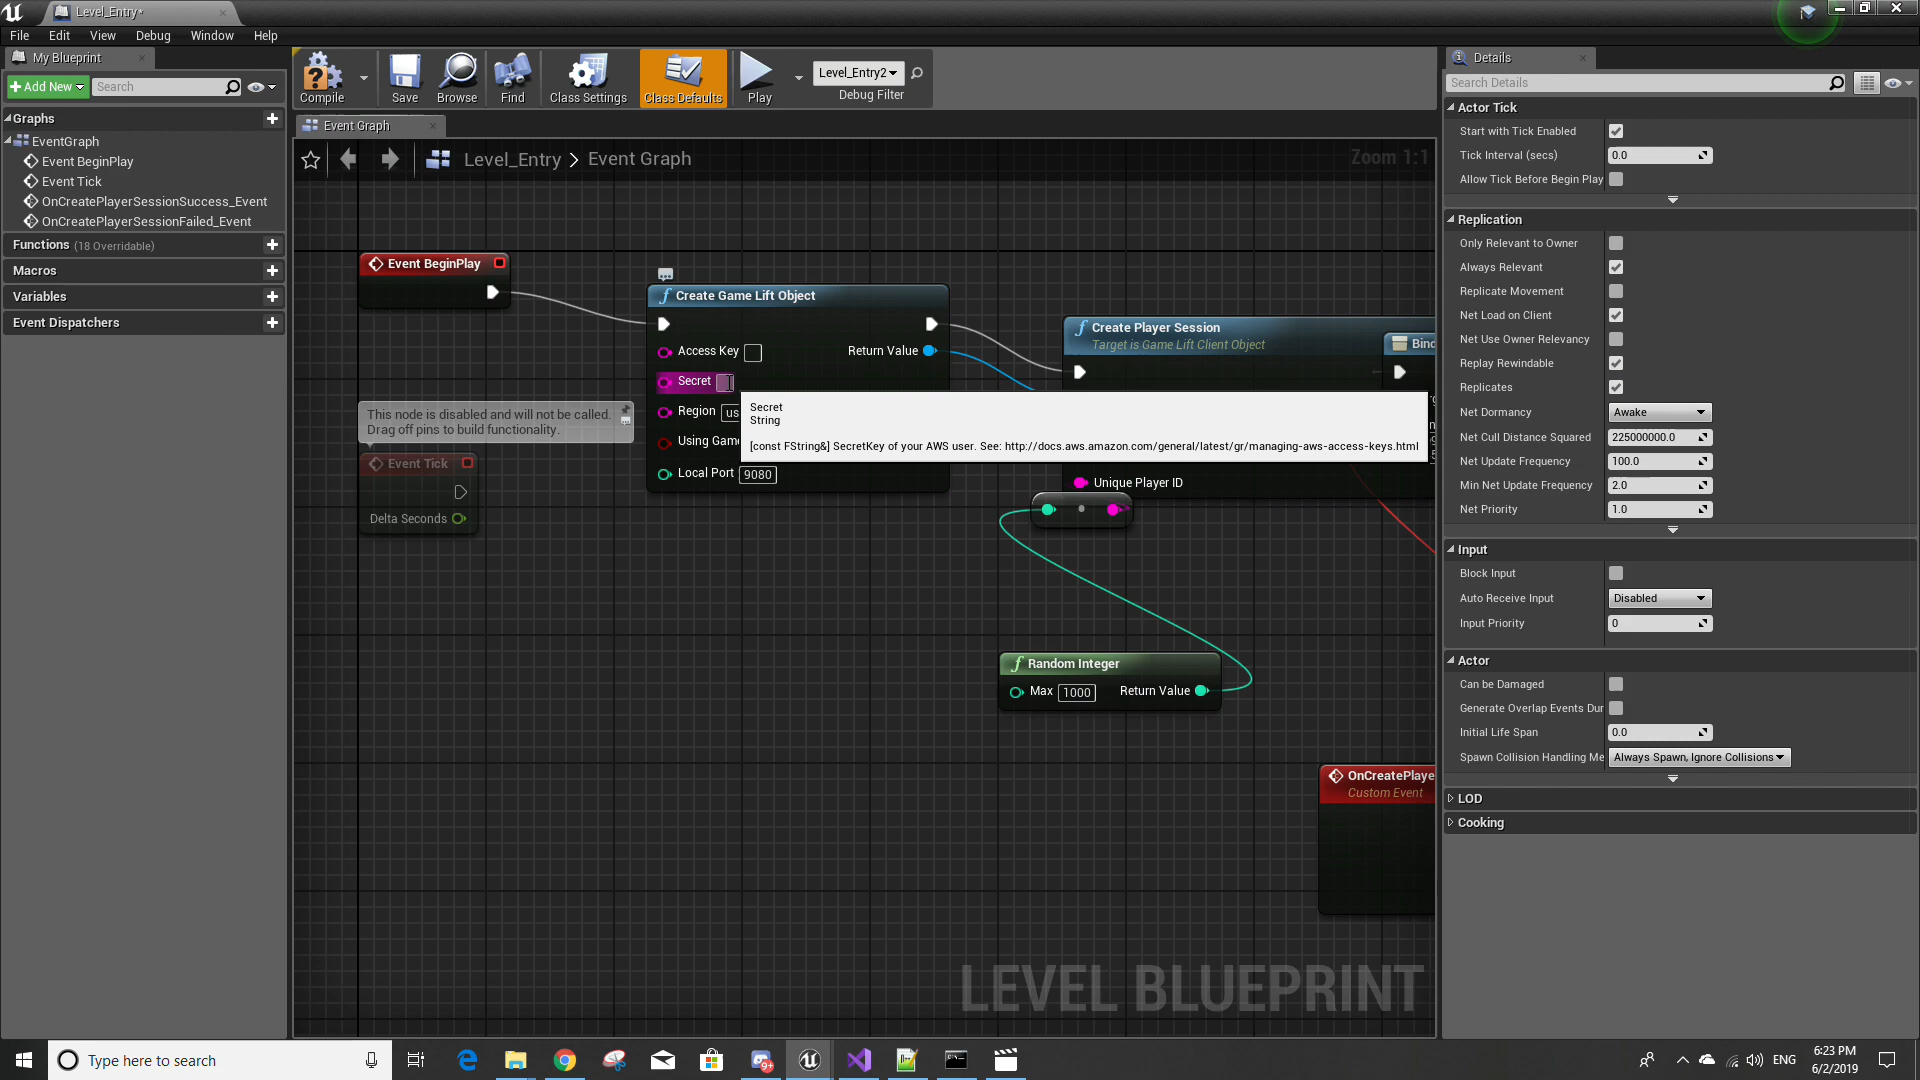 Level_Entry*
File
Edit
View
Debug
Window
Help
My Blueprint
Add New
Search
Graphs
EventGraph
Event BeginPlay
Event Tick
OnCreatePlayerSessionSuccess_Event
OnCreatePlayerSessionFailed_Event
Functions (18 Overridable)
Macros
Variables
Event Dispatchers
Compile
Save
Browse
Find
Class Settings
Class Defaults
Play
Level_Entry2
Debug Filter
Event Graph
Level_Entry > Event Graph
Zoom 1:1
Event BeginPlay
Create Game Lift Object
Access Key
Return Value
Secret
Region us
Using Game
Local Port 9080
This node is disabled and will not be called.
Drag off pins to build functionality.
Event Tick
Delta Seconds
Create Player Session
Target is Game Lift Client Object
Bind
Secret
String
[const FString&] SecretKey of your AWS user. See: http://docs.aws.amazon.com/general/latest/gr/managing-aws-access-keys.html
Unique Player ID
Random Integer
Max 1000
Return Value
OnCreatePlaye
Custom Event
LEVEL BLUEPRINT
Details
Search Details
Actor Tick
Start with Tick Enabled
Tick Interval (secs) 0.0
Allow Tick Before Begin Play
Replication
Only Relevant to Owner
Always Relevant
Replicate Movement
Net Load on Client
Net Use Owner Relevancy
Replay Rewindable
Replicates
Net Dormancy Awake
Net Cull Distance Squared 225000000.0
Net Update Frequency 100.0
Min Net Update Frequency 2.0
Net Priority 1.0
Input
Block Input
Auto Receive Input Disabled
Input Priority 0
Actor
Can be Damaged
Generate Overlap Events Dur
Initial Life Span 0.0
Spawn Collision Handling Me Always Spawn, Ignore Collisions
LOD
Cooking
Type here to search
9+
ENG
6:23 PM
6/2/2019